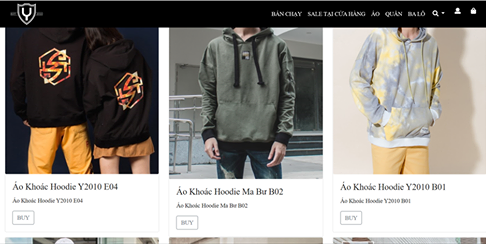 Y
BÁN CHẠY SALE TẠI CỬA HÀNG ÁO QUẦN BA LÔ
Áo Khoác Hoodie Y2010 E04
Áo Khoác Hoodie Y2010 E04
BUY
Áo Khoác Hoodie Ma Bư B02
Áo Khoác Hoodie Ma Bư B02
BUY
Áo Khoác Hoodie Y2010 B01
Áo Khoác Hoodie Y2010 B01
BUY